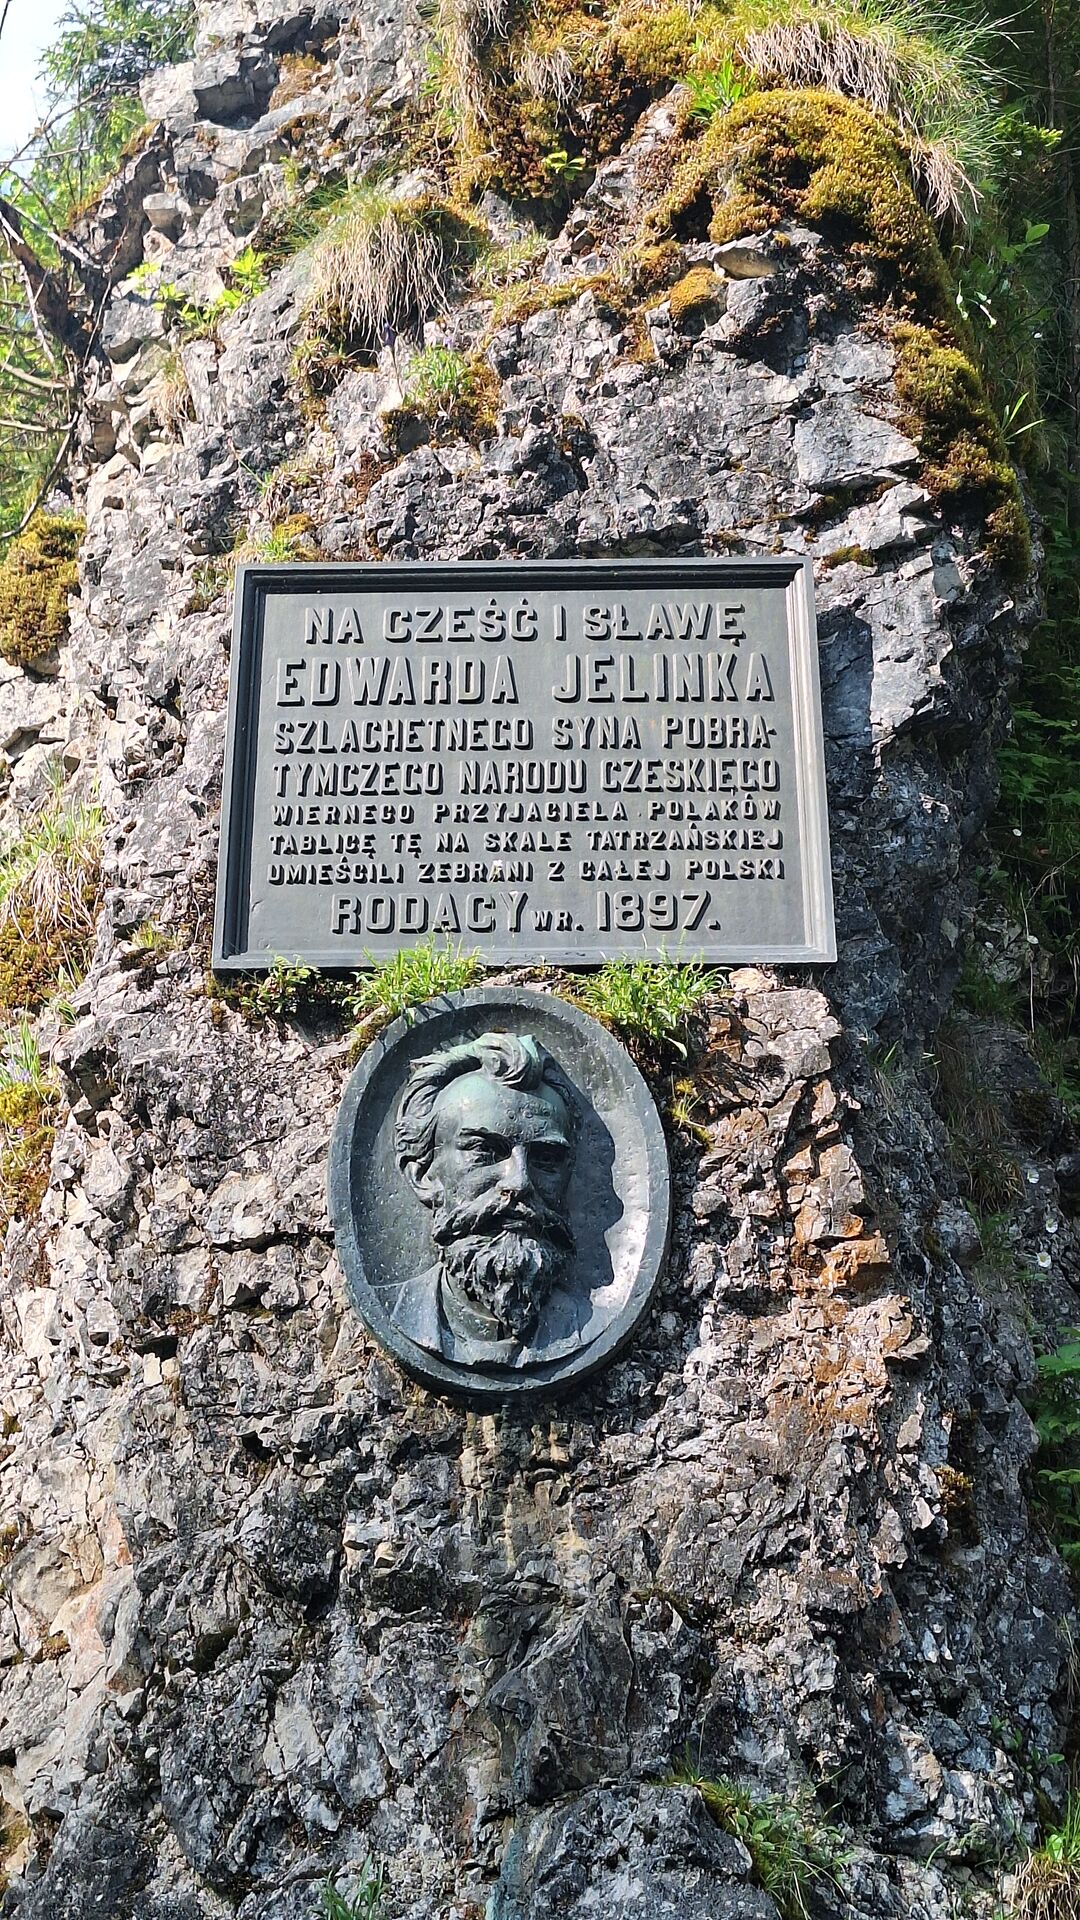 NA CZEŚĆ I SŁAWĘ
EDWARDA JELINKA
SZLACHETNEGO SYNA POBRA-
TYMCZEGO NARODU CZESKIĘGO
WIERNEGO PRZYJACIELA POLAKÓW
TABLICĘ TĘ NA SKALE TATRZAŃSKIEJ
UMIEŚCILI ZEBRANI Z CAŁEJ POLSKI
RODACY W R. 1897.